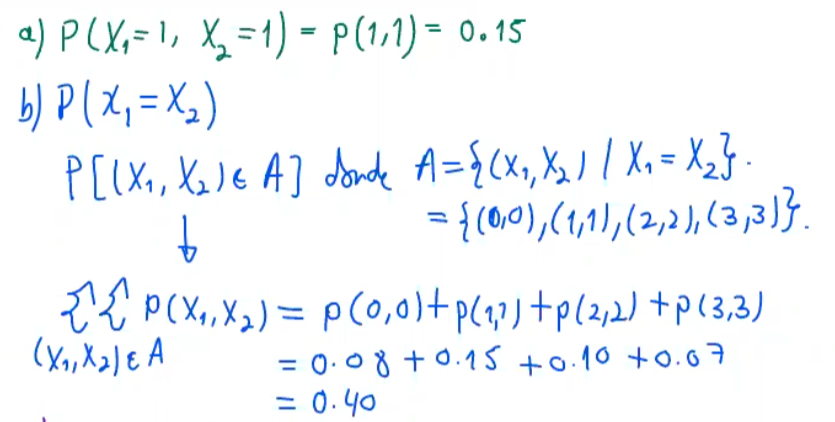 a) P(X₁=1, X₂=1) = p(1,1) = 0.15
b) P(X₁=X₂)
P[(X₁, X₂) ∈ A] donde A={(X₁,X₂) / X₁=X₂}.
= {(0,0),(1,1),(2,2),(3,3)}.
↓
ΣΣ p(X₁,X₂) = p(0,0)+p(1,1)+p(2,2)+p(3,3)
(X₁,X₂) ∈ A = 0.08 + 0.15 + 0.10 + 0.07
= 0.40